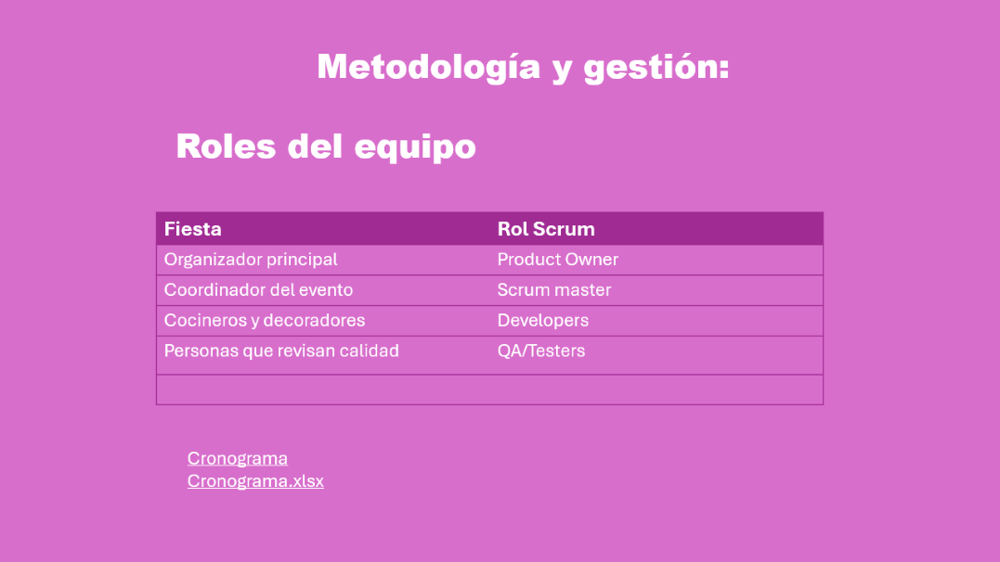 Metodología y gestión:
Roles del equipo
Fiesta Rol Scrum
Organizador principal Product Owner
Coordinador del evento Scrum master
Cocineros y decoradores Developers
Personas que revisan calidad QA/Testers
Cronograma
Cronograma.xlsx